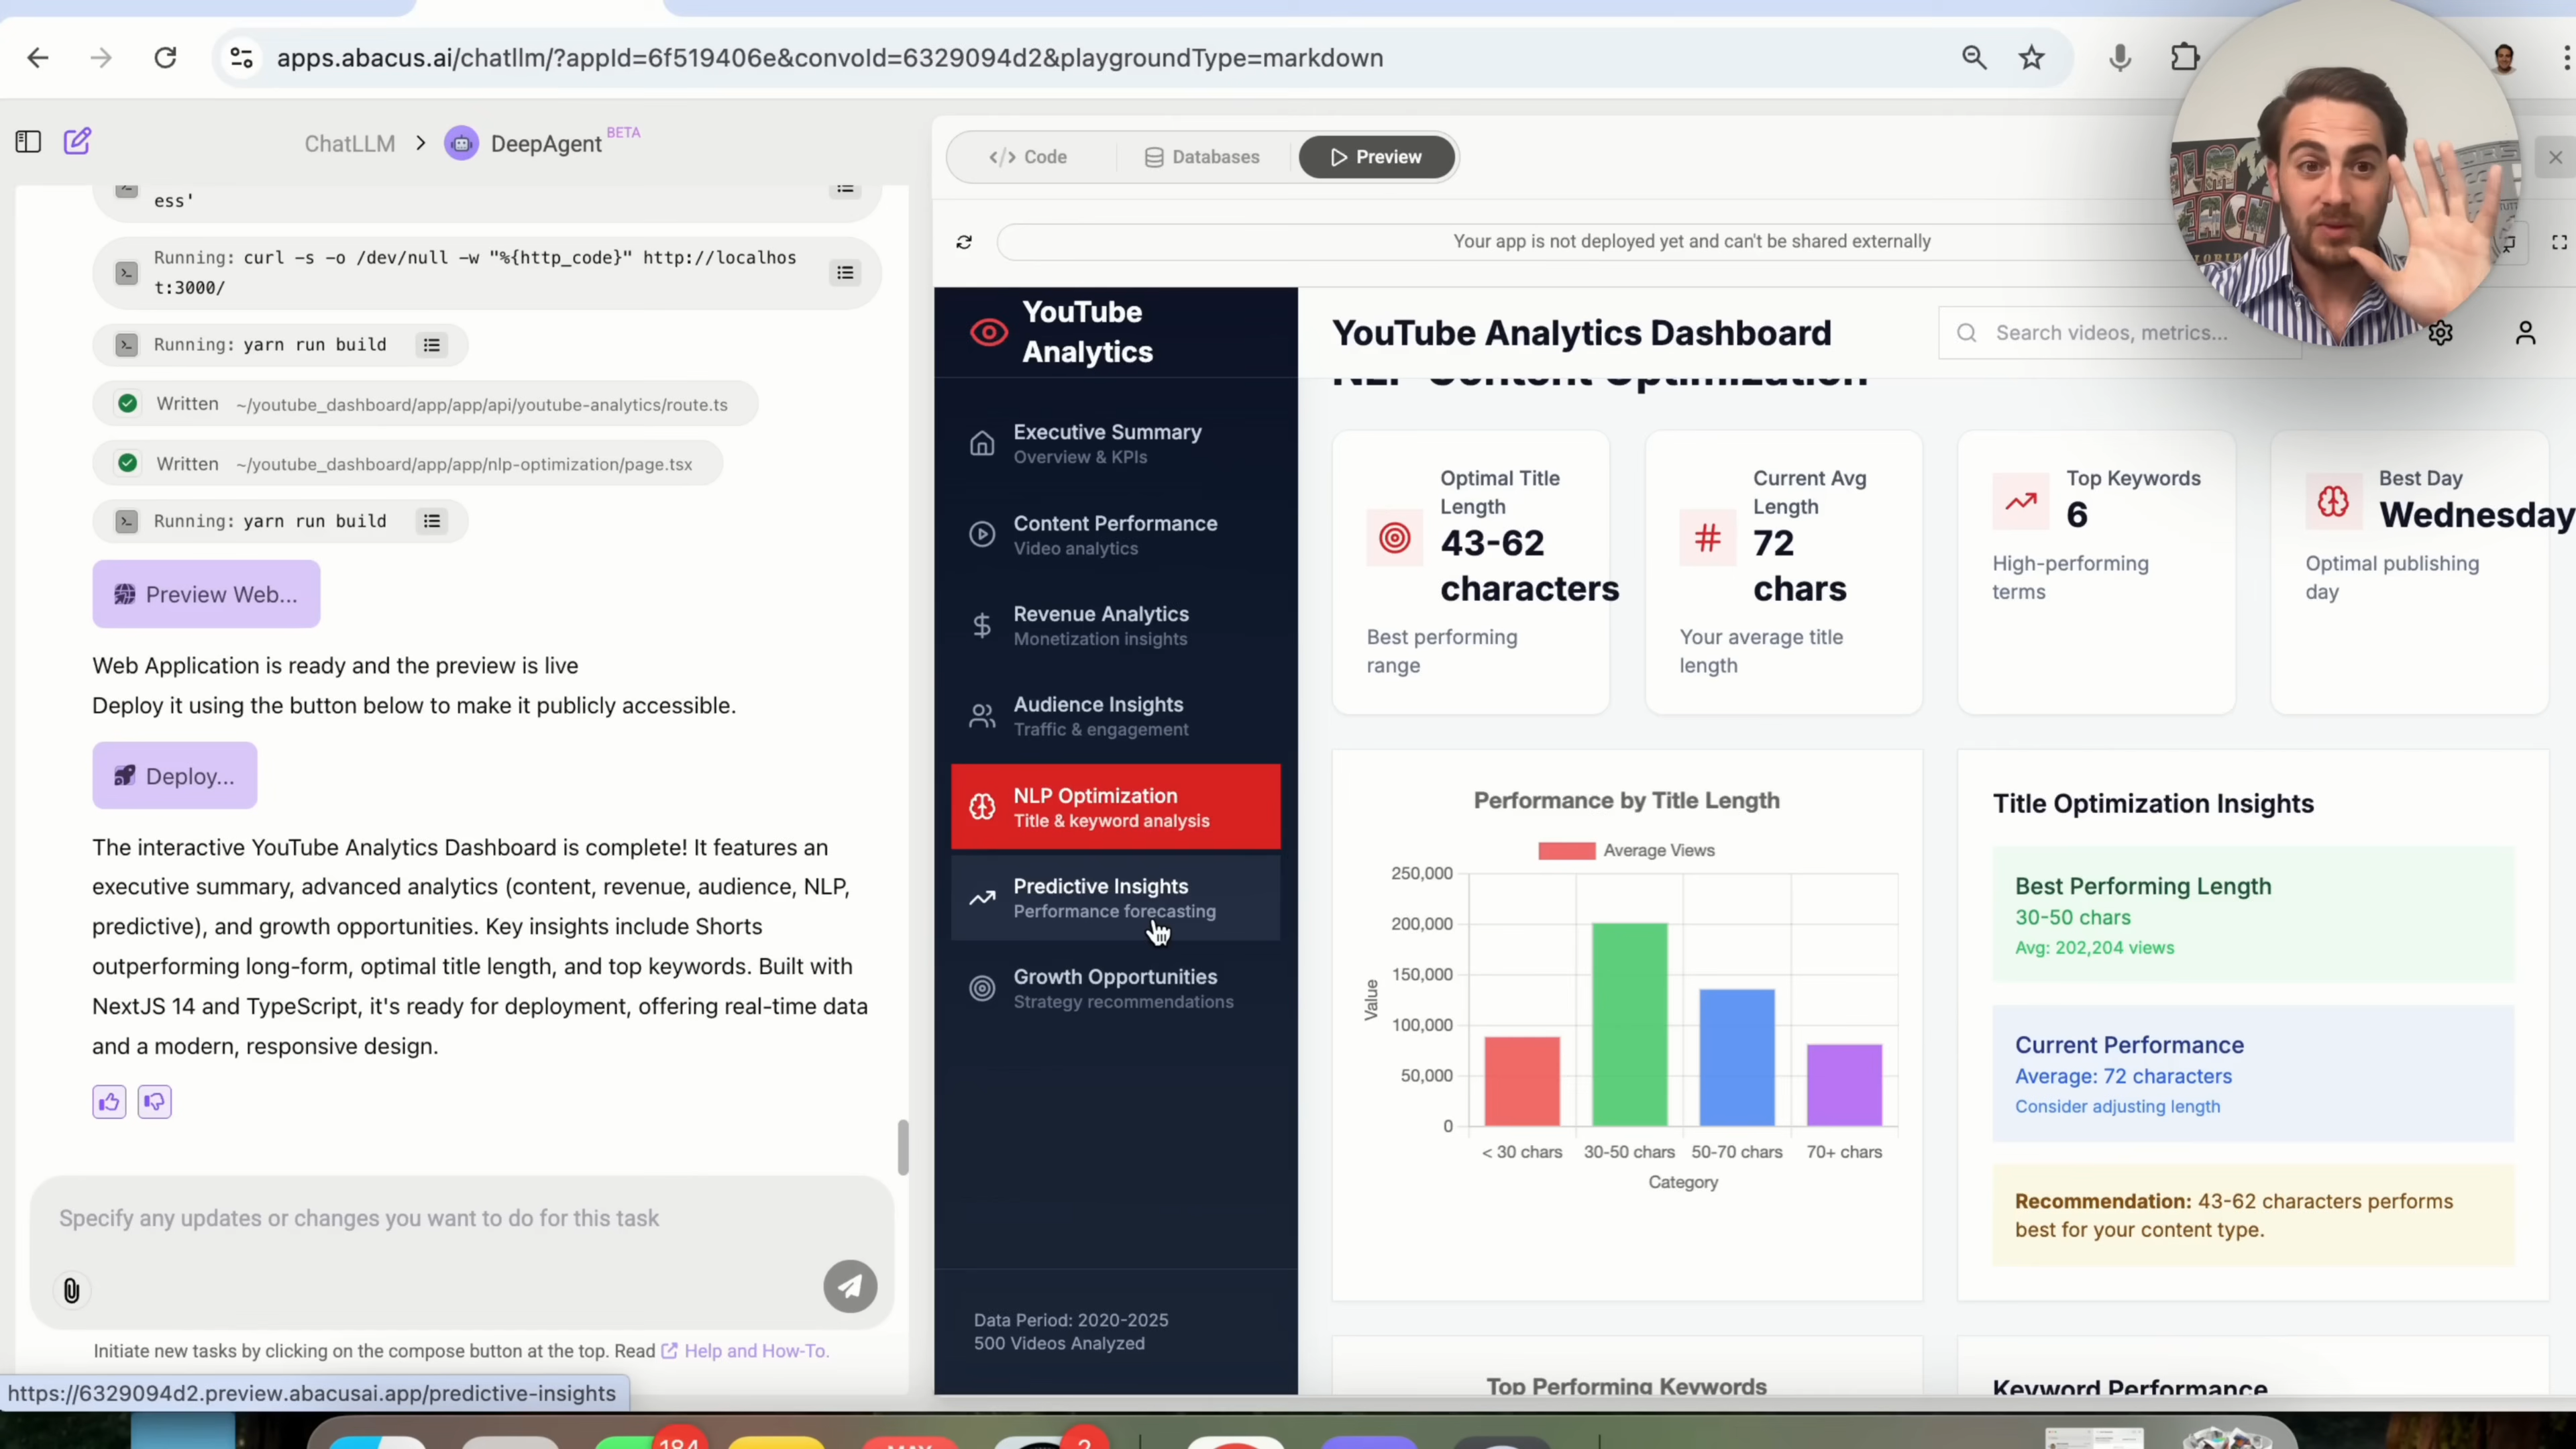 apps.abacus.ai/chatllm/?appId=6f519406e&convoId=6329094d2&playgroundType=markdown
ChatLLM > DeepAgent BETA
ess'
Running: curl -s -o /dev/null -w "%{http_code}" http://localhos
t:3000/
Running: yarn run build
Written ~/youtube_dashboard/app/app/api/youtube-analytics/route.ts
Written ~/youtube_dashboard/app/app/nlp-optimization/page.tsx
Running: yarn run build
Preview Web...
Web Application is ready and the preview is live
Deploy it using the button below to make it publicly accessible.
Deploy...
The interactive YouTube Analytics Dashboard is complete! It features an
executive summary, advanced analytics (content, revenue, audience, NLP,
predictive), and growth opportunities. Key insights include Shorts
outperforming long-form, optimal title length, and top keywords. Built with
NextJS 14 and TypeScript, it's ready for deployment, offering real-time data
and a modern, responsive design.
Specify any updates or changes you want to do for this task
Initiate new tasks by clicking on the compose button at the top. Read Help and How-To.
https://6329094d2.preview.abacusai.app/predictive-insights
</> Code
Databases
Preview
Your app is not deployed yet and can't be shared externally
YouTube
Analytics
Executive Summary
Overview & KPIs
Content Performance
Video analytics
Revenue Analytics
Monetization insights
Audience Insights
Traffic & engagement
NLP Optimization
Title & keyword analysis
Predictive Insights
Performance forecasting
Growth Opportunities
Strategy recommendations
Data Period: 2020-2025
500 Videos Analyzed
YouTube Analytics Dashboard
Search videos, metrics...
NLP Content Optimization
Optimal Title
Length
43-62
characters
Best performing
range
Current Avg
Length
72
chars
Your average title
length
Top Keywords
6
High-performing
terms
Best Day
Wednesday
Optimal publishing
day
Performance by Title Length
Average Views
250,000
200,000
150,000
100,000
50,000
0
Value
< 30 chars
30-50 chars
50-70 chars
70+ chars
Category
Title Optimization Insights
Best Performing Length
30-50 chars
Avg: 202,204 views
Current Performance
Average: 72 characters
Consider adjusting length
Recommendation: 43-62 characters performs
best for your content type.
Top Performing Keywords
Keyword Performance
184
MAY
2